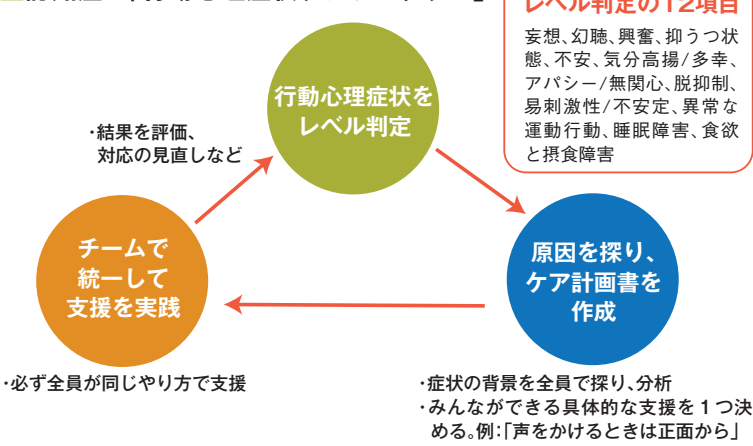 レベル判定の12項目
妄想、幻聴、興奮、抑うつ状
態、不安、気分高揚/多幸、
アパシー/無関心、脱抑制、
易刺激性/不安定、異常な
運動行動、睡眠障害、食欲
と摂食障害
行動心理症状を
レベル判定
・結果を評価、
対応の見直しなど
チームで
統一して
支援を実践
原因を探り、
ケア計画書を
作成
・必ず全員が同じやり方で支援
・症状の背景を全員で探り、分析
・みんなができる具体的な支援を1つ決
める。例:「声をかけるときは正面から」